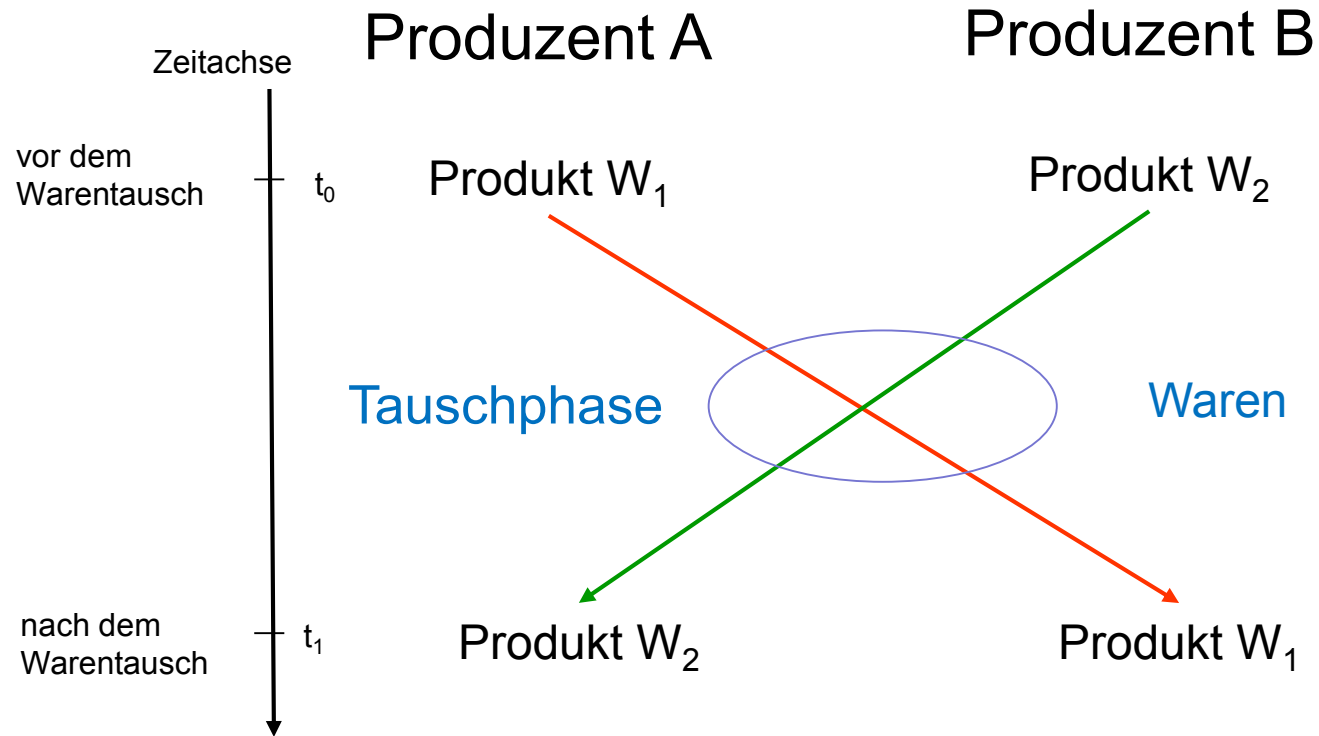 Produzent A
Produzent B
Zeitachse
vor dem
Warentausch
t₀
Produkt W₁
Produkt W₂
Tauschphase
Waren
nach dem
Warentausch
t₁
Produkt W₂
Produkt W₁